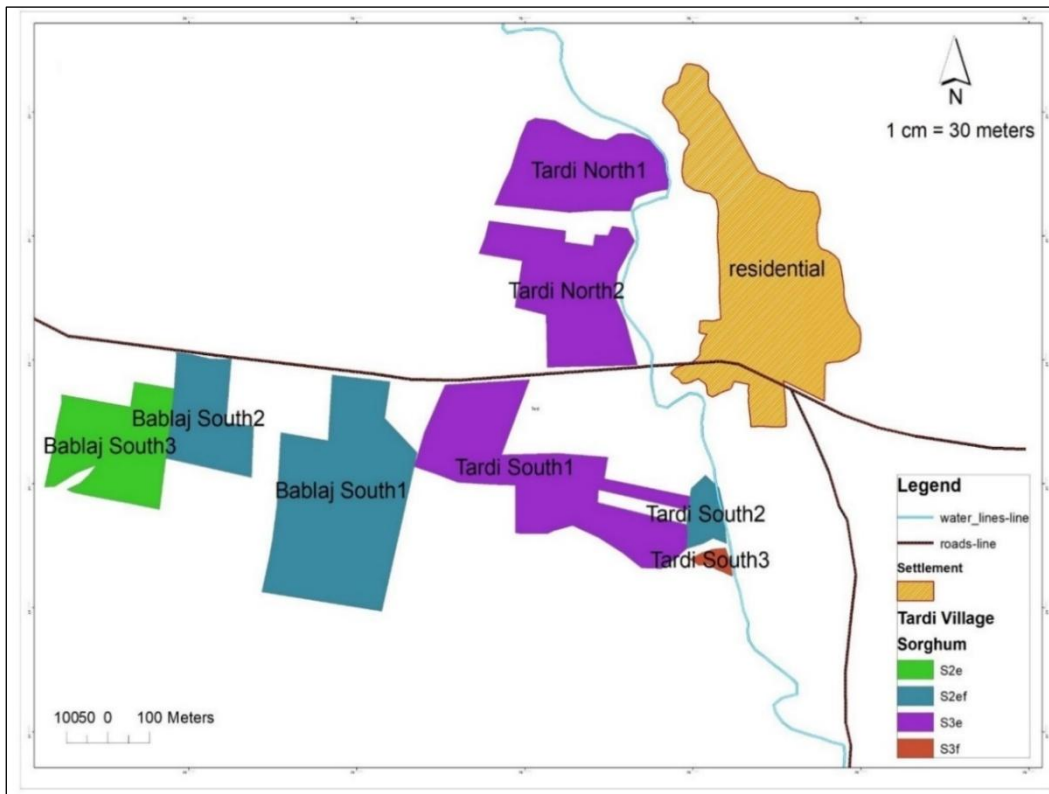 N
1 cm = 30 meters
Tardi North1
residential
Tardi North2
Bablaj South2
Bablaj South3
Tardi South1
Bablaj South1
Tardi South2
Tardi South3
Legend
water_lines-line
roads-line
Settlement
Tardi Village
Sorghum
S2e
S2ef
S3e
S3f
10050 0 100 Meters